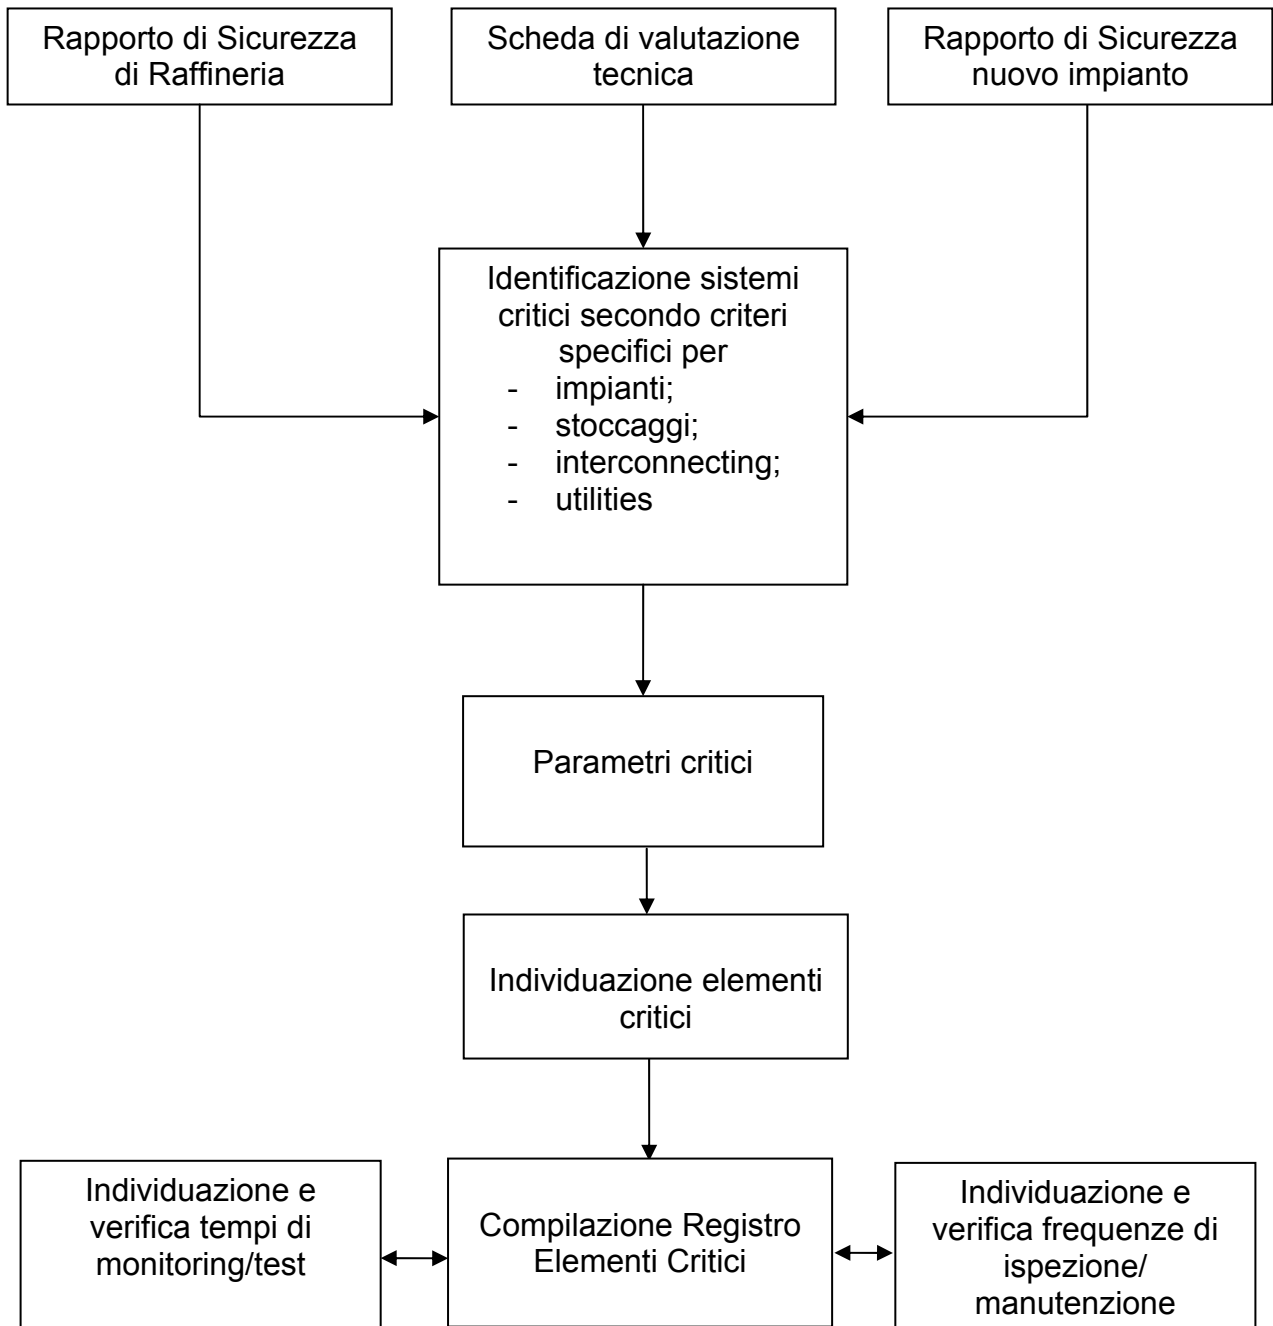 Rapporto di Sicurezza
di Raffineria
Scheda di valutazione
tecnica
Rapporto di Sicurezza
nuovo impianto
Identificazione sistemi
critici secondo criteri
specifici per
- impianti;
- stoccaggi;
- interconnecting;
- utilities
Parametri critici
Individuazione elementi
critici
Individuazione e
verifica tempi di
monitoring/test
Compilazione Registro
Elementi Critici
Individuazione e
verifica frequenze di
ispezione/
manutenzione